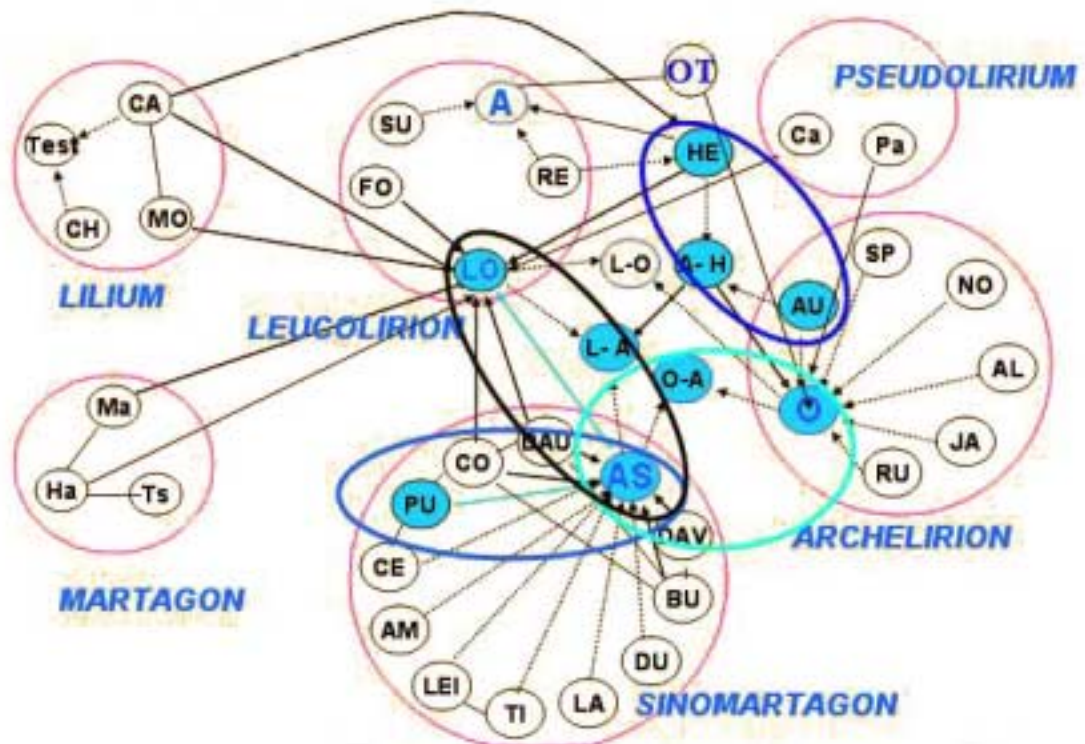 OT
PSEUDOLIRIUM
CA
A
SU
Ca
Pa
Test
HE
RE
FO
CH
MO
SP
LO
L-O
A-H
NO
LILIUM
AU
LEUCOLIRION
L-A
AL
O-A
O
Ma
JA
DAU
CO
AS
RU
Ha
Ts
PU
DAV
ARCHELIRION
CE
MARTAGON
BU
AM
DU
LEI
LA
TI
SINOMARTAGON